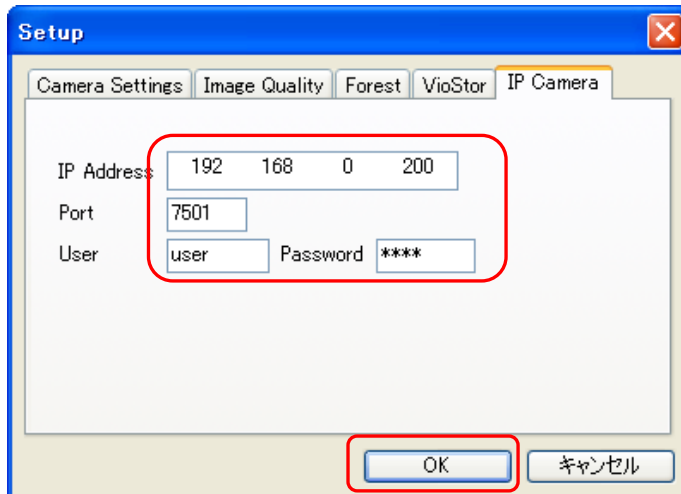 Setup
Camera Settings Image Quality Forest VioStor IP Camera
IP Address 192 168 0 200
Port 7501
User user Password ****
OK キャンセル